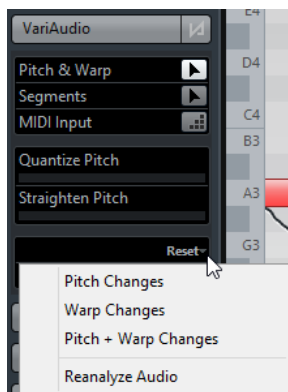 VariAudio
E4
Pitch & Warp
D4
Segments
MIDI Input
C4
B3
Quantize Pitch
Straighten Pitch
A3
Reset
G3
Pitch Changes
Warp Changes
Pitch + Warp Changes
Reanalyze Audio